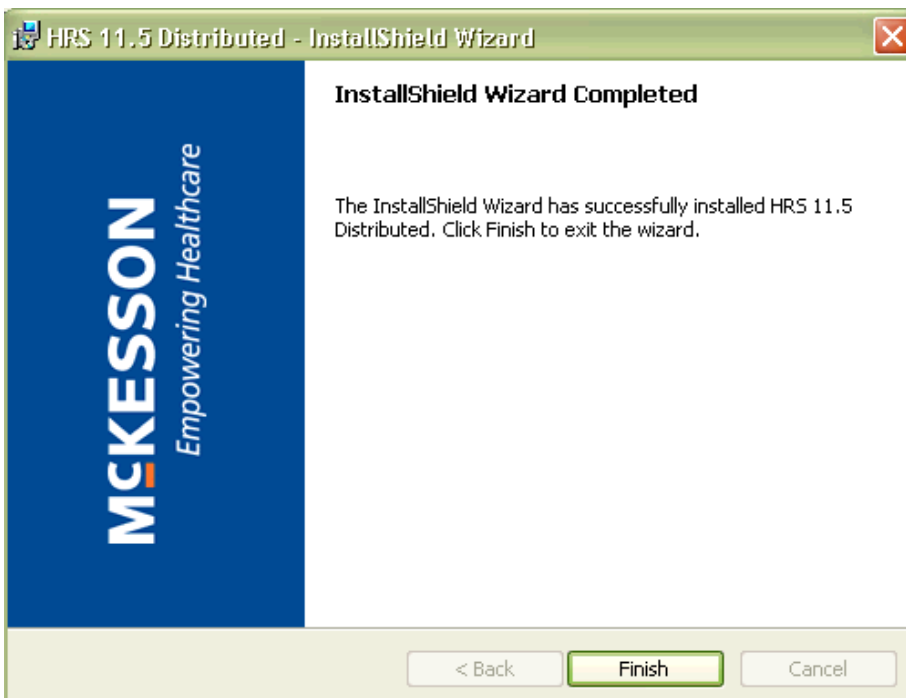 HRS 11.5 Distributed - InstallShield Wizard
McKESSON
Empowering Healthcare
InstallShield Wizard Completed
The InstallShield Wizard has successfully installed HRS 11.5
Distributed. Click Finish to exit the wizard.
< Back
Finish
Cancel